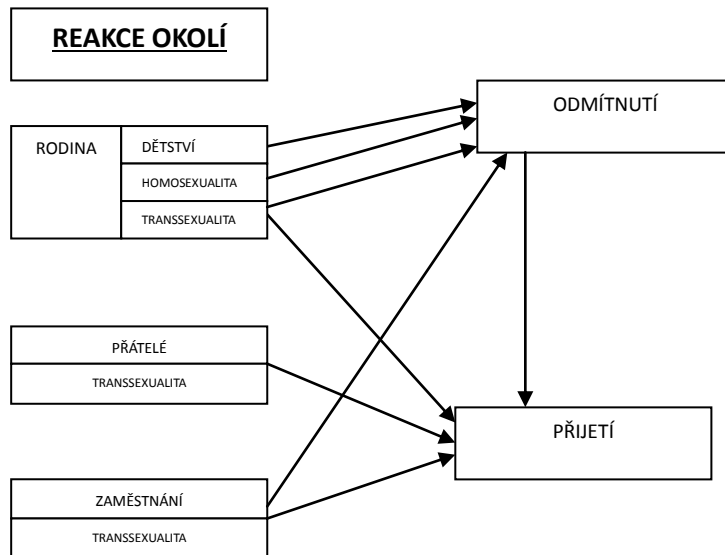 REAKCE OKOLÍ
ODMÍTNUTÍ
RODINA
DĚTSTVÍ
HOMOSEXUALITA
TRANSSEXUALITA
PŘÁTELÉ
TRANSSEXUALITA
PŘIJETÍ
ZAMĚSTNÁNÍ
TRANSSEXUALITA